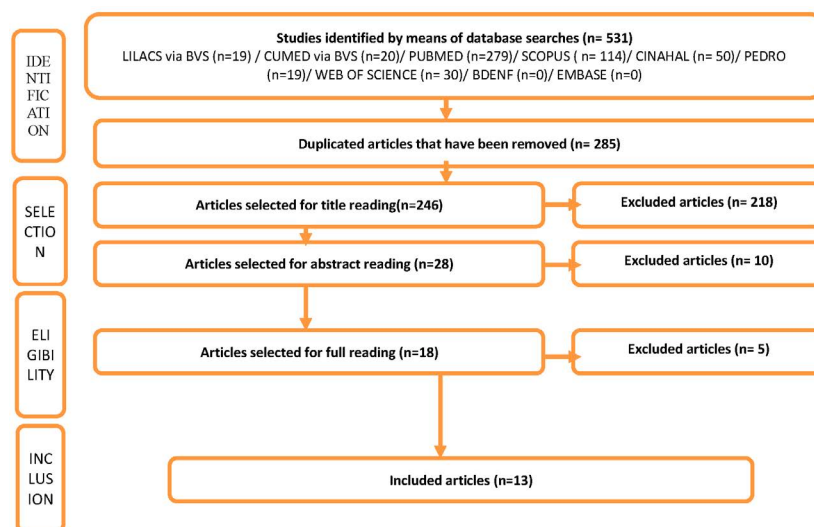 IDE
NTI
FIC
ATI
ON
Studies identified by means of database searches (n= 531)
LILACS via BVS (n=19) / CUMED via BVS (n=20)/ PUBMED (n=279)/ SCOPUS ( n= 114)/ CINAHAL ( n= 50)/ PEDRO
(n=19)/ WEB OF SCIENCE (n= 30)/ BDENF (n=0)/ EMBASE (n=0)
Duplicated articles that have been removed (n= 285)
SELE
CTIO
N
Articles selected for title reading(n=246)
Excluded articles (n= 218)
Articles selected for abstract reading (n=28)
Excluded articles (n= 10)
ELI
GIBI
LITY
Articles selected for full reading (n=18)
Excluded articles (n= 5)
INC
LUS
ION
Included articles (n=13)